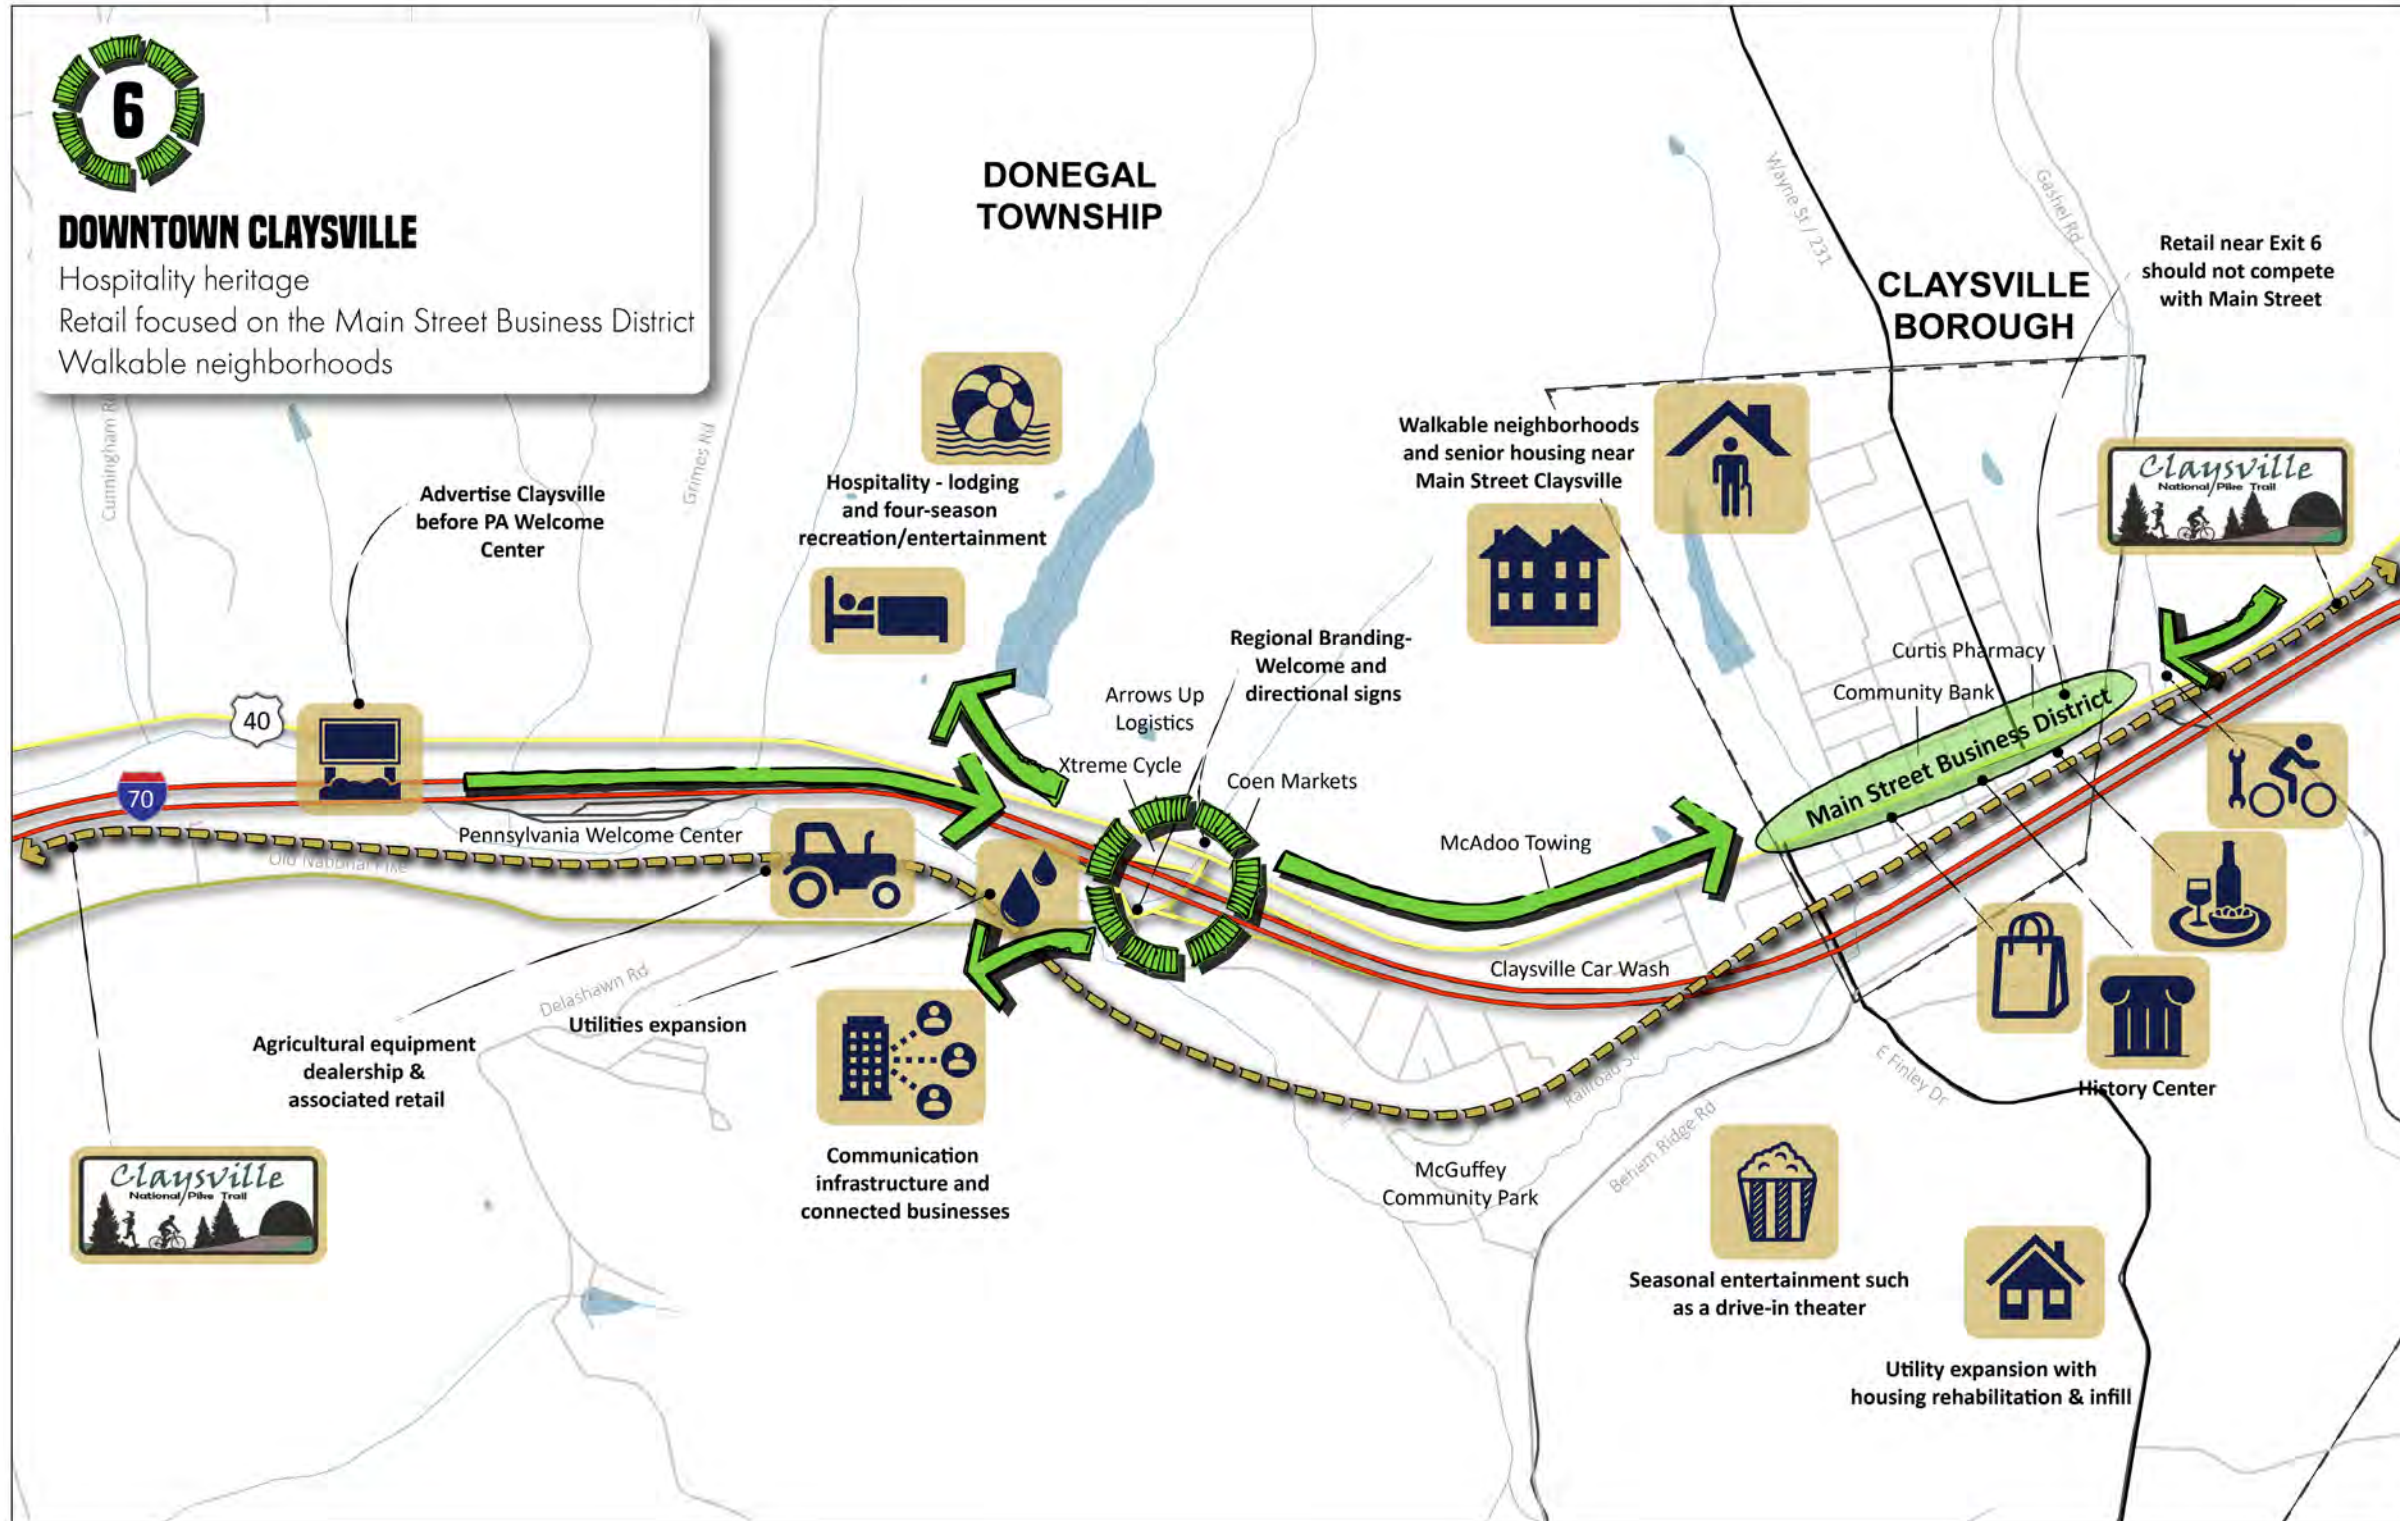 6
DOWNTOWN CLAYSVILLE
Hospitality heritage
Retail focused on the Main Street Business District
Walkable neighborhoods
DONEGAL
TOWNSHIP
CLAYSVILLE
BOROUGH
Wayne St / 231
Gashel Rd
Retail near Exit 6
should not compete
with Main Street
Cunningham Rd
Grimes Rd
Advertise Claysville
before PA Welcome
Center
Hospitality - lodging
and four-season
recreation/entertainment
Walkable neighborhoods
and senior housing near
Main Street Claysville
Claysville
National Pike Trail
Regional Branding-
Welcome and
directional signs
Arrows Up
Logistics
Xtreme Cycle
Coen Markets
Curtis Pharmacy
Community Bank
Main Street Business District
40
70
Pennsylvania Welcome Center
Old National Pike
McAdoo Towing
Claysville Car Wash
Delashawn Rd
Agricultural equipment
dealership &
associated retail
Utilities expansion
Communication
infrastructure and
connected businesses
Railroad St
Behem Ridge Rd
E Finley Dr
History Center
McGuffey
Community Park
Claysville
National Pike Trail
Seasonal entertainment such
as a drive-in theater
Utility expansion with
housing rehabilitation & infill